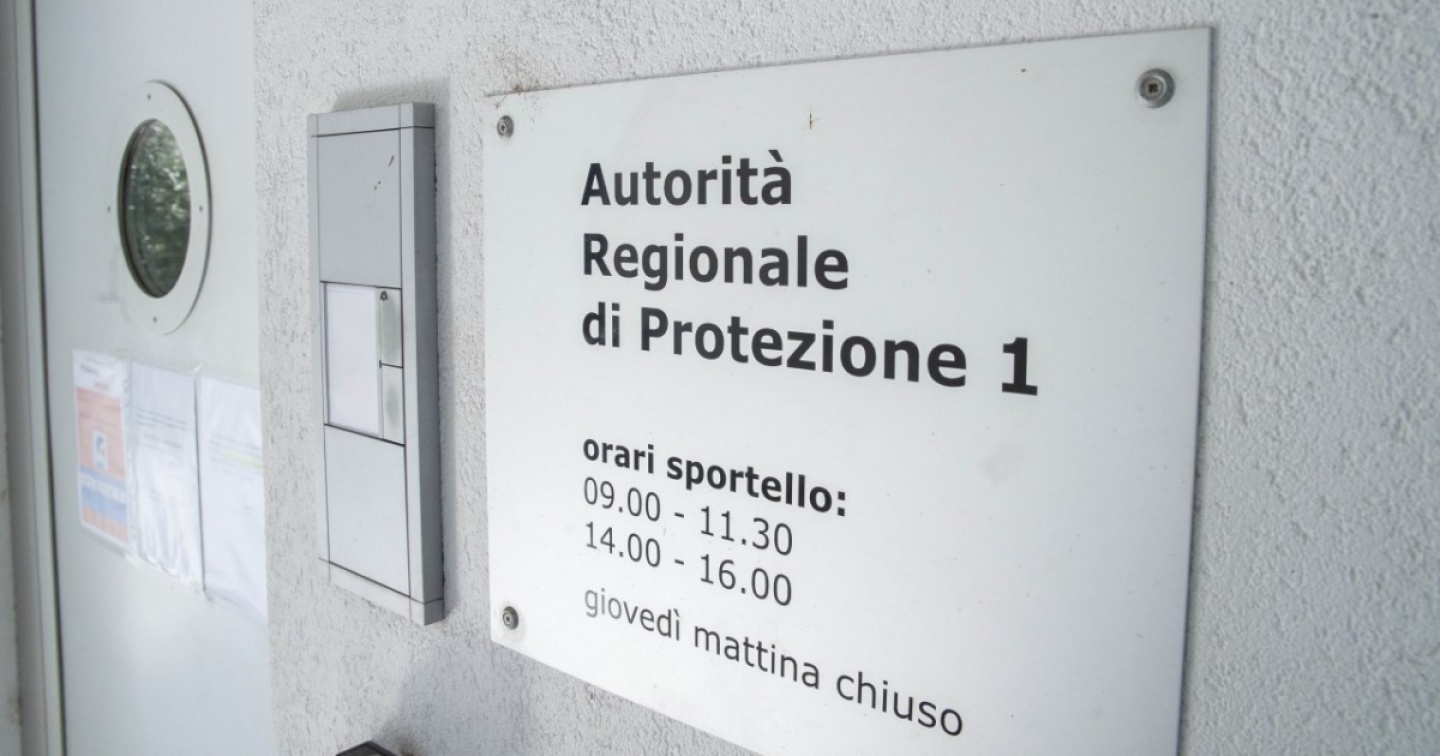 Autorità
Regionale
di Protezione 1
orari sportello:
09.00 - 11.30
14.00 - 16.00
giovedì mattina chiuso